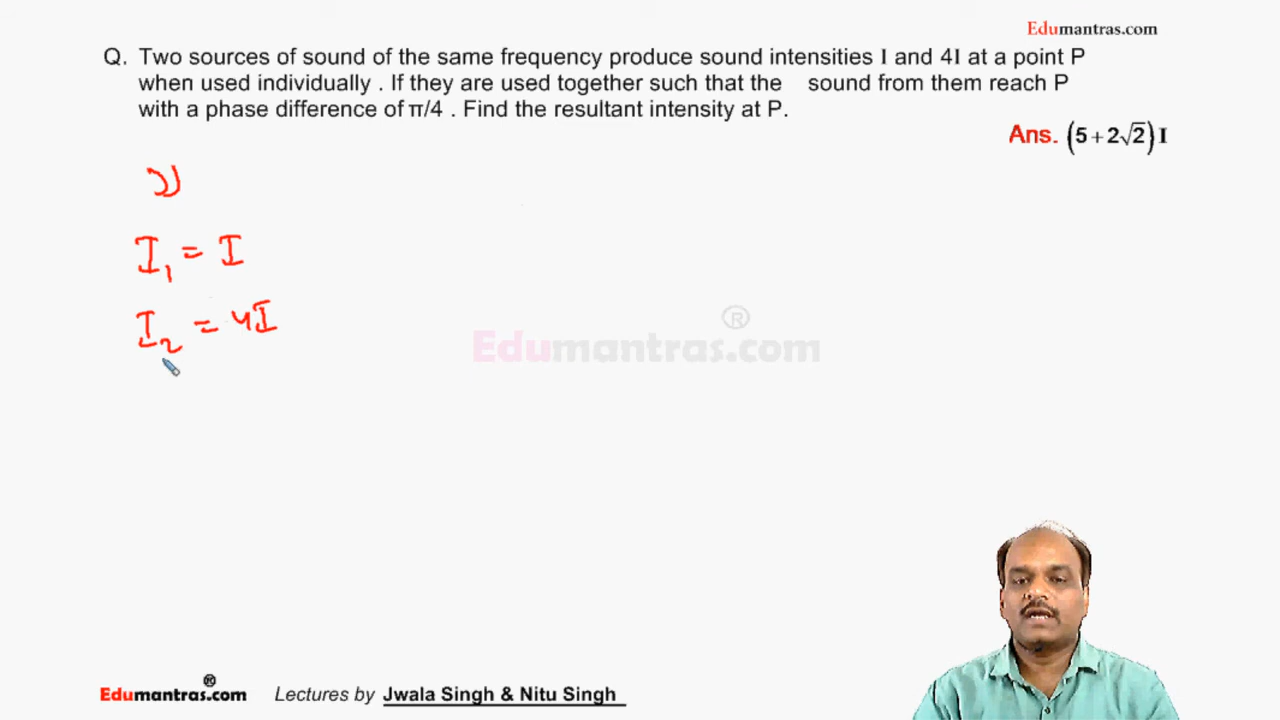 Edumantras.com
Q. Two sources of sound of the same frequency produce sound intensities I and 4I at a point P
when used individually . If they are used together such that the sound from them reach P
with a phase difference of π/4 . Find the resultant intensity at P.
Ans. (5+2√2)I
ν
I₁ = I
I₂ = 4I
Edumantras.com®
Edumantras.com® Lectures by Jwala Singh & Nitu Singh